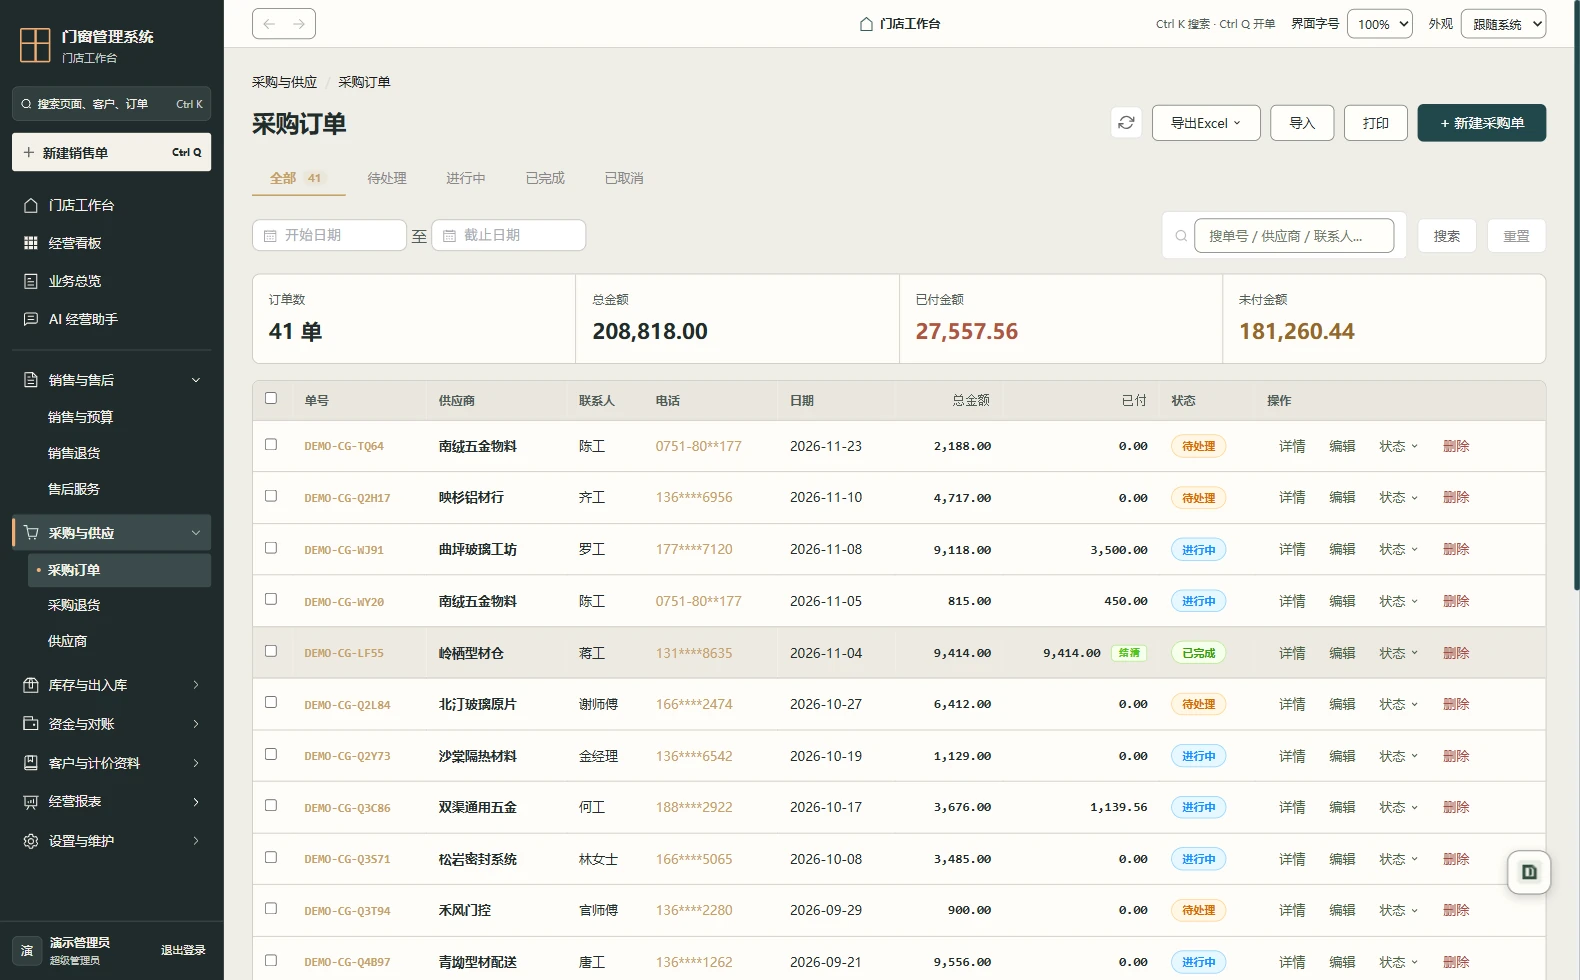 门窗管理系统
门店工作台
搜索页面、客户、订单 Ctrl K
+ 新建销售单 Ctrl Q
门店工作台
经营看板
业务总览
AI 经营助手
销售与售后
销售与预算
销售退货
售后服务
采购与供应
采购订单
采购退货
供应商
库存与出入库
资金与对账
客户与计价资料
经营报表
设置与维护
演 演示管理员
超级管理员
退出登录
门店工作台
Ctrl K 搜索 · Ctrl Q 开单 界面字号 100% 外观 跟随系统
采购与供应 / 采购订单
采购订单
导出Excel 导入 打印 + 新建采购单
全部 41 待处理 进行中 已完成 已取消
开始日期 至 截止日期 搜单号 / 供应商 / 联系人... 搜索 重置
订单数 总金额 已付金额 未付金额
41 单 208,818.00 27,557.56 181,260.44
单号 供应商 联系人 电话 日期 总金额 已付 状态 操作
DEMO-CG-TQ64 南绒五金物料 陈工 0751-80**177 2026-11-23 2,188.00 0.00 待处理 详情 编辑 状态 删除
DEMO-CG-Q2H17 映杉铝材行 齐工 136****6956 2026-11-10 4,717.00 0.00 待处理 详情 编辑 状态 删除
DEMO-CG-WJ91 曲坪玻璃工坊 罗工 177****7120 2026-11-08 9,118.00 3,500.00 进行中 详情 编辑 状态 删除
DEMO-CG-WY20 南绒五金物料 陈工 0751-80**177 2026-11-05 815.00 450.00 进行中 详情 编辑 状态 删除
DEMO-CG-LF55 岭栖型材仓 蒋工 131****8635 2026-11-04 9,414.00 9,414.00 结清 已完成 详情 编辑 状态 删除
DEMO-CG-Q2L84 北汀玻璃原片 谢师傅 166****2474 2026-10-27 6,412.00 0.00 待处理 详情 编辑 状态 删除
DEMO-CG-Q2Y73 沙棠隔热材料 金经理 136****6542 2026-10-19 1,129.00 0.00 进行中 详情 编辑 状态 删除
DEMO-CG-Q3C86 双渠通用五金 何工 188****2922 2026-10-17 3,676.00 1,139.56 进行中 详情 编辑 状态 删除
DEMO-CG-Q3S71 松岩密封系统 林女士 166****5065 2026-10-08 3,485.00 0.00 进行中 详情 编辑 状态 删除
DEMO-CG-Q3T94 禾风门控 官师傅 136****2280 2026-09-29 900.00 0.00 待处理 详情 编辑 状态 删除
DEMO-CG-Q4B97 青坳型材配送 唐工 136****1262 2026-09-21 9,556.00 0.00 进行中 详情 编辑 状态 删除